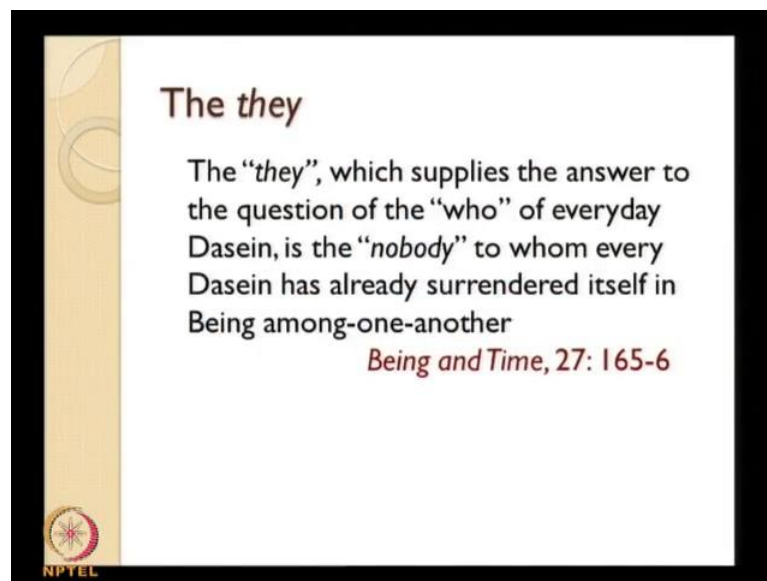 The they
The “they”, which supplies the answer to
the question of the “who” of everyday
Dasein, is the “nobody” to whom every
Dasein has already surrendered itself in
Being among-one-another
Being and Time, 27: 165-6
NPTEL